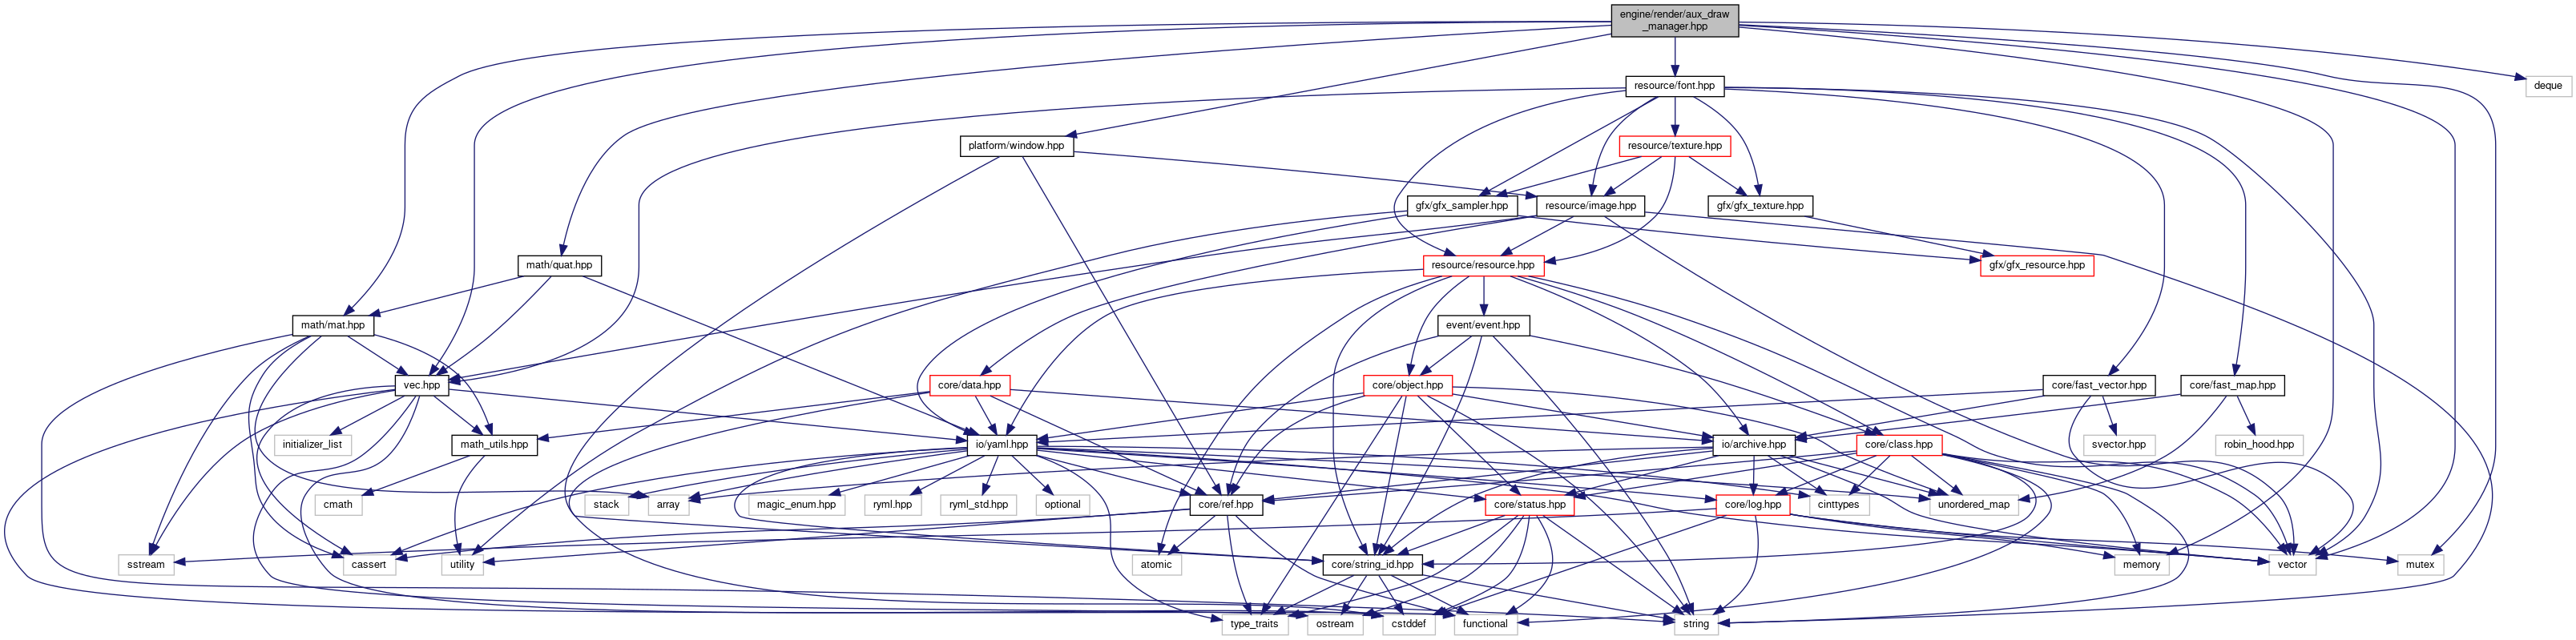 engine/render/aux_draw
_manager.hpp
resource/font.hpp
deque
platform/window.hpp
resource/texture.hpp
gfx/gfx_sampler.hpp
resource/image.hpp
gfx/gfx_texture.hpp
math/quat.hpp
resource/resource.hpp
gfx/gfx_resource.hpp
math/mat.hpp
event/event.hpp
vec.hpp
core/data.hpp
core/object.hpp
core/fast_vector.hpp
core/fast_map.hpp
initializer_list
math_utils.hpp
io/yaml.hpp
io/archive.hpp
core/class.hpp
svector.hpp
robin_hood.hpp
cmath
stack
array
magic_enum.hpp
ryml.hpp
ryml_std.hpp
optional
core/ref.hpp
core/status.hpp
core/log.hpp
cinttypes
unordered_map
sstream
cassert
utility
atomic
core/string_id.hpp
memory
vector
mutex
type_traits
ostream
cstddef
functional
string